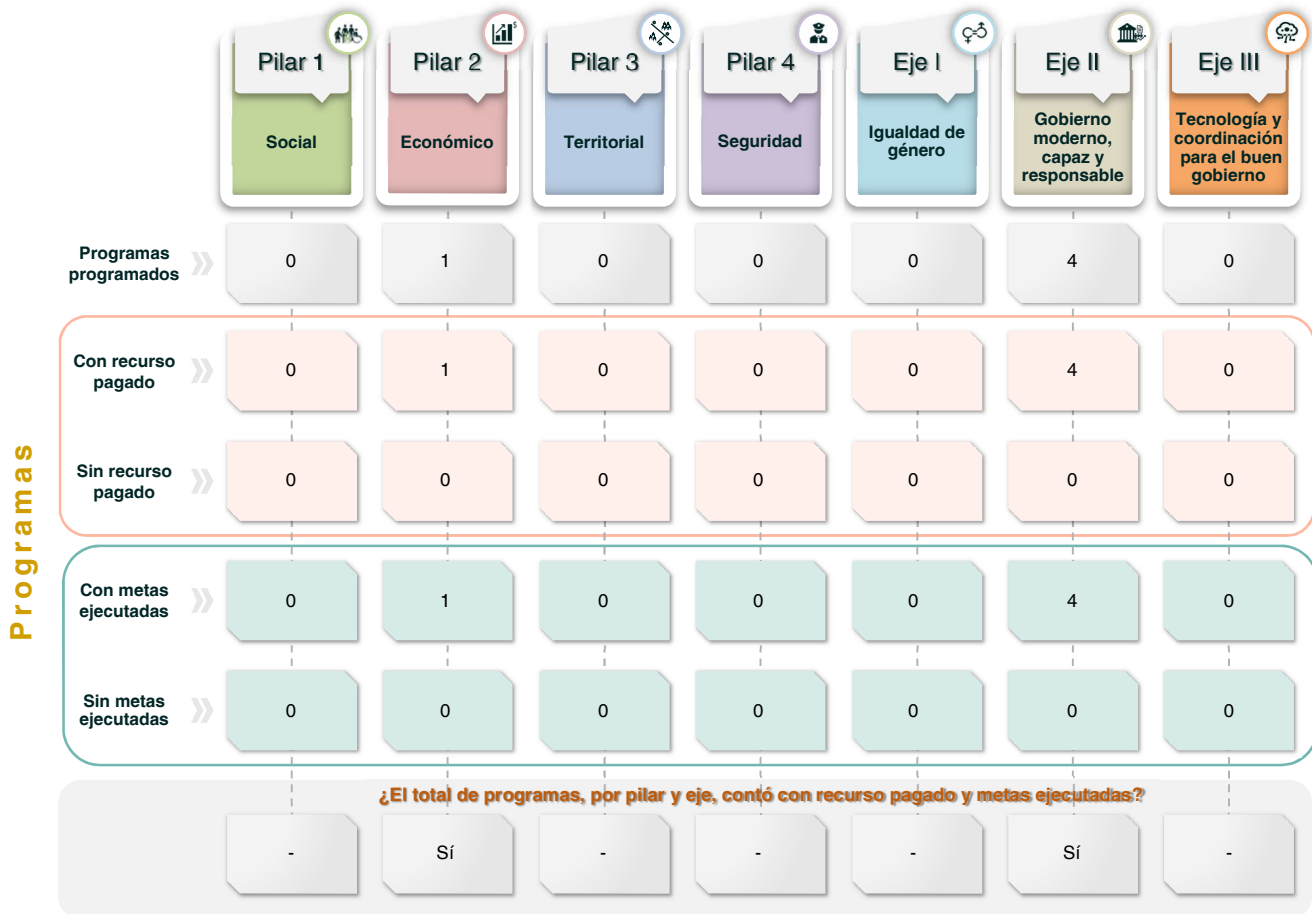 Pilar 1
Pilar 2
Pilar 3
Pilar 4
Eje I
Eje II
Eje III
Social
Económico
Territorial
Seguridad
Igualdad de
género
Gobierno
moderno,
capaz y
responsable
Tecnología y
coordinación
para el buen
gobierno
Programas
Programas
programados
0 1 0 0 0 4 0
Con recurso
pagado
0 1 0 0 0 4 0
Sin recurso
pagado
0 0 0 0 0 0 0
Con metas
ejecutadas
0 1 0 0 0 4 0
Sin metas
ejecutadas
0 0 0 0 0 0 0
¿El total de programas, por pilar y eje, contó con recurso pagado y metas ejecutadas?
- Sí - - - Sí -